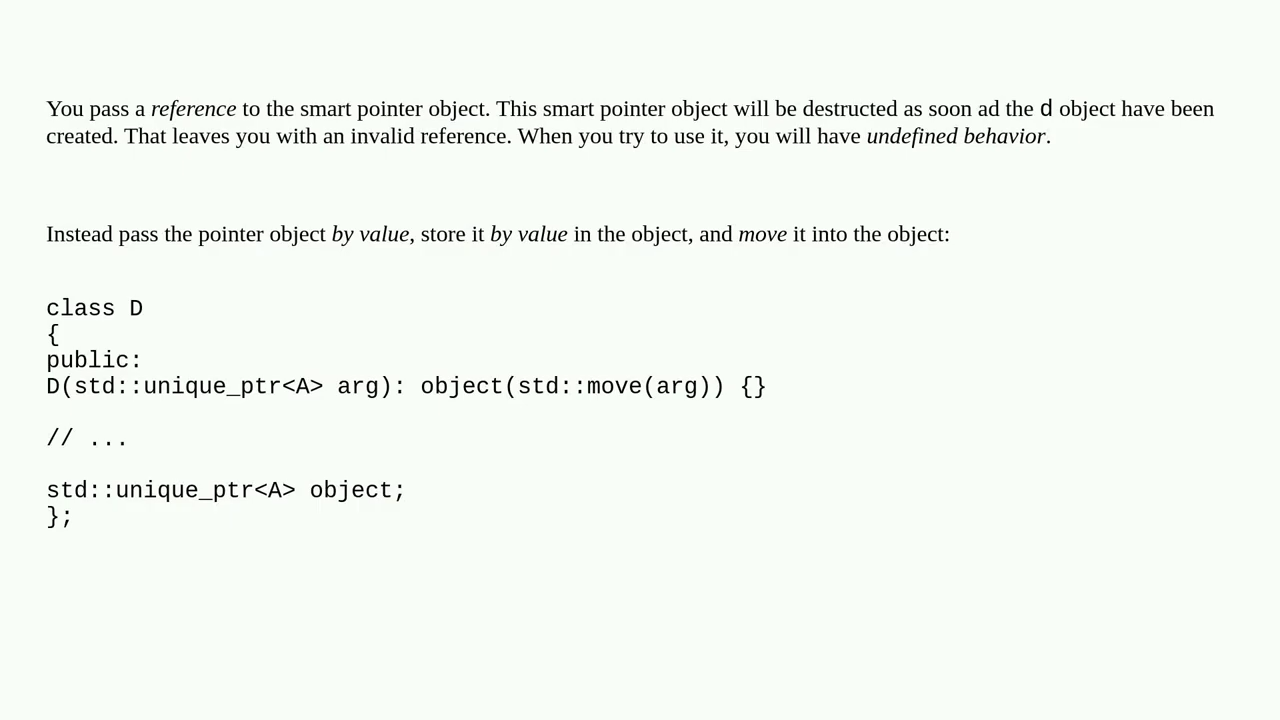 You pass a reference to the smart pointer object. This smart pointer object will be destructed as soon ad the d object have been
created. That leaves you with an invalid reference. When you try to use it, you will have undefined behavior.
Instead pass the pointer object by value, store it by value in the object, and move it into the object:
class D
{
public:
D(std::unique_ptr<A> arg): object(std::move(arg)) {}
// ...
std::unique_ptr<A> object;
};